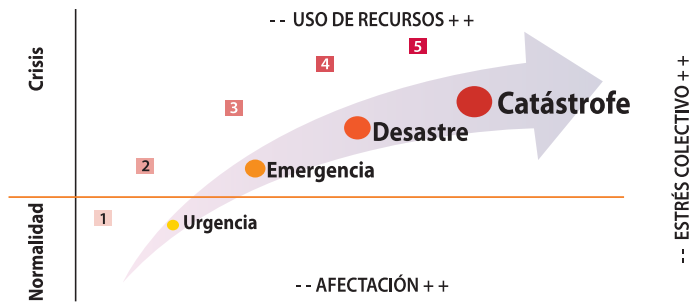 -- USO DE RECURSOS ++
Crisis
5
4
Catástrofe
3
Desastre
2
Emergencia
1
Urgencia
Normalidad
-- AFECTACIÓN ++
-- ESTRÉS COLECTIVO ++